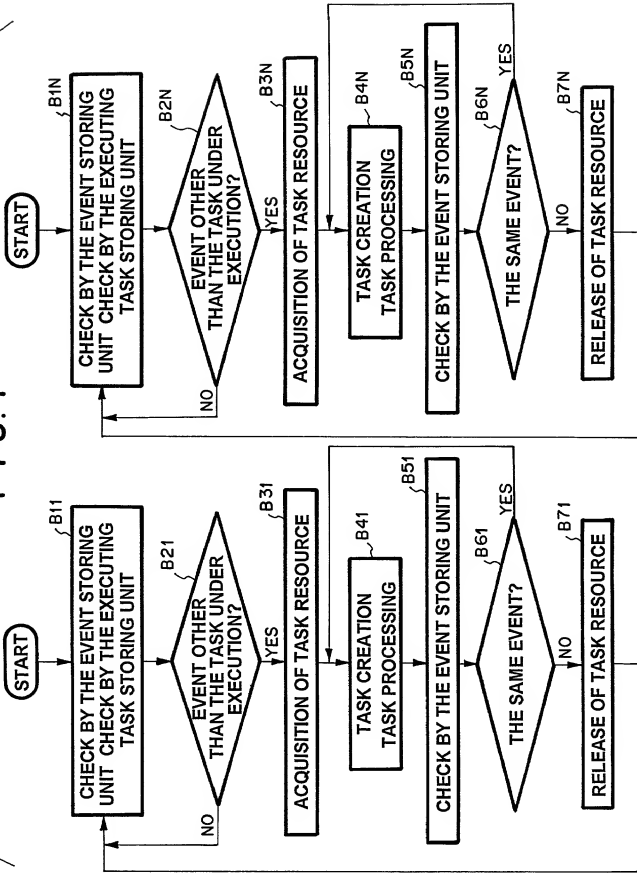 START
B11
CHECK BY THE EVENT STORING
UNIT CHECK BY THE EXECUTING
TASK STORING UNIT
B21
EVENT OTHER
THAN THE TASK UNDER
EXECUTION?
NO
YES
B31
ACQUISITION OF TASK RESOURCE
B41
TASK CREATION
TASK PROCESSING
B51
CHECK BY THE EVENT STORING UNIT
B61
THE SAME EVENT?
YES
NO
B71
RELEASE OF TASK RESOURCE
START
B1N
CHECK BY THE EVENT STORING
UNIT CHECK BY THE EXECUTING
TASK STORING UNIT
B2N
EVENT OTHER
THAN THE TASK UNDER
EXECUTION?
NO
YES
B3N
ACQUISITION OF TASK RESOURCE
B4N
TASK CREATION
TASK PROCESSING
B5N
CHECK BY THE EVENT STORING UNIT
B6N
THE SAME EVENT?
YES
NO
B7N
RELEASE OF TASK RESOURCE